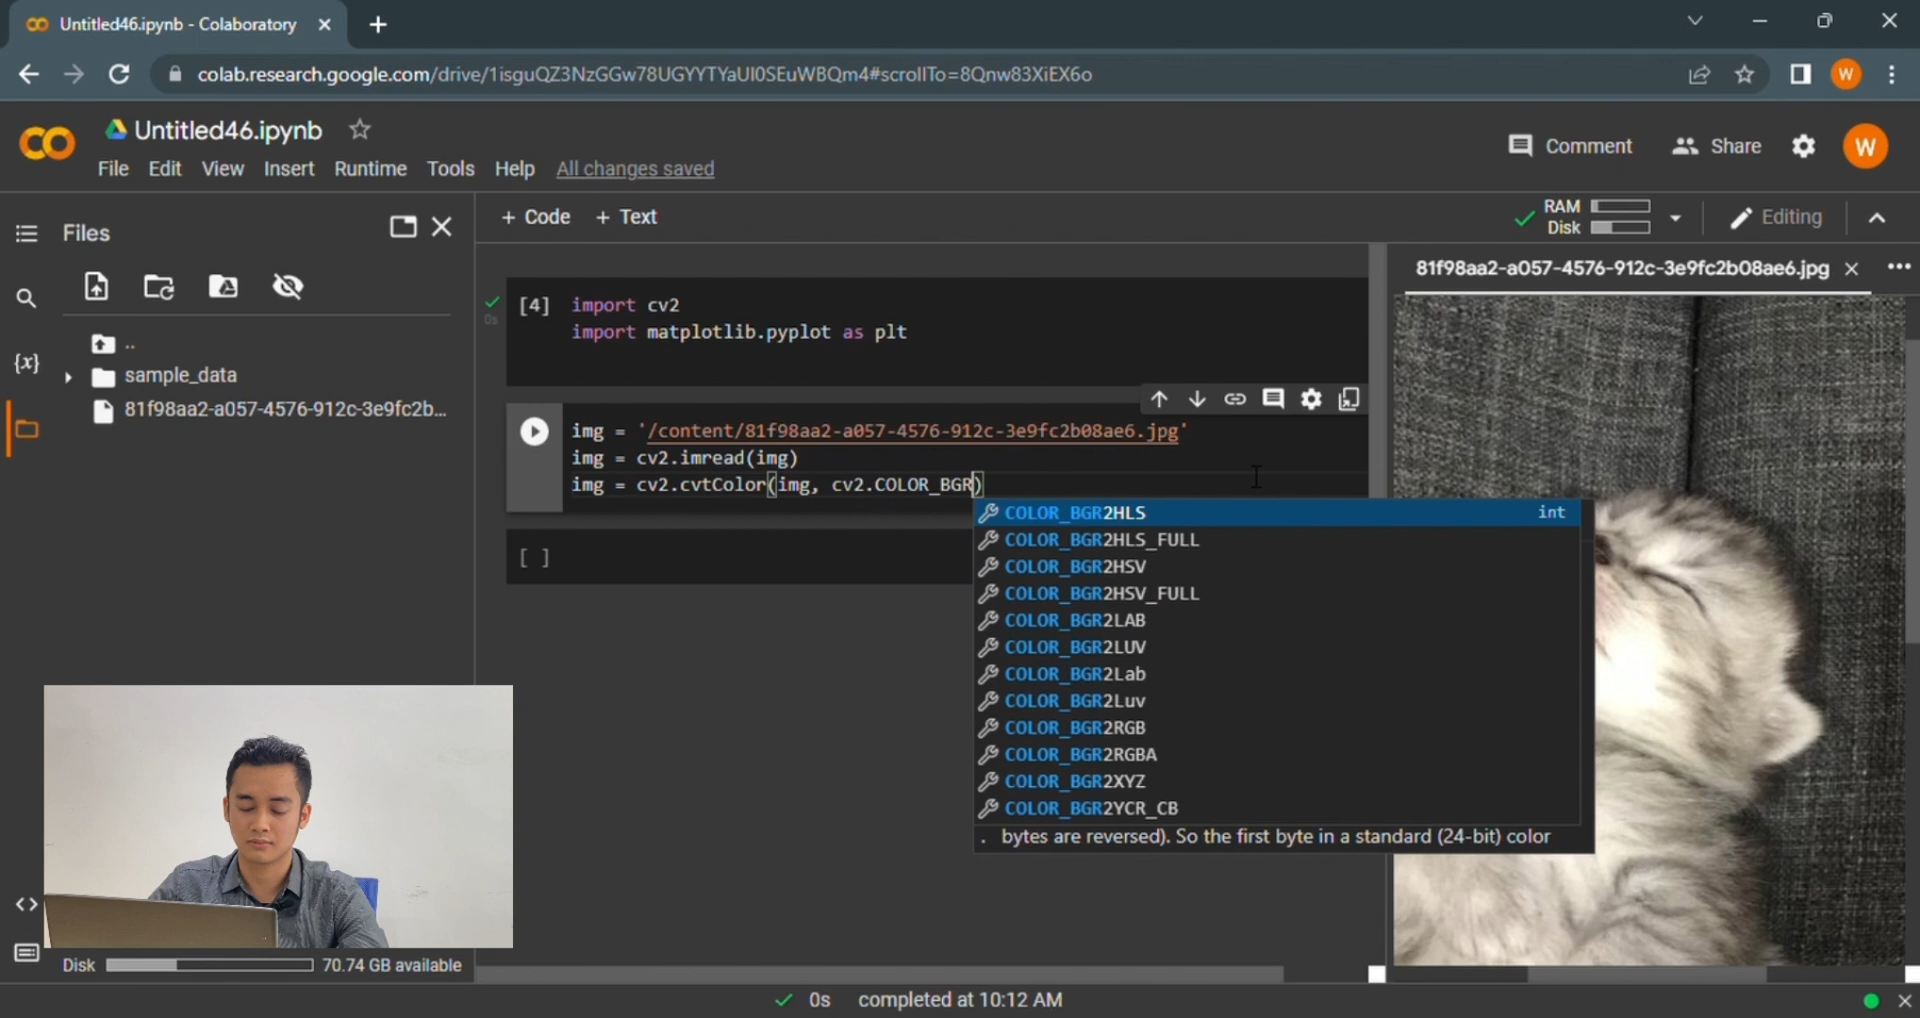 Untitled46.ipynb - Colaboratory
colab.research.google.com/drive/1isguQZ3NzGGw78UGYYTYaUI0SEuWBQm4#scrollTo=8Qnw83XiEX6o
W
CO
Untitled46.ipynb
Comment
Share
W
File Edit View Insert Runtime Tools Help All changes saved
Files
+ Code + Text
RAM
Disk
Editing
81f98aa2-a057-4576-912c-3e9fc2b08ae6.jpg
{x}
..
sample_data
81f98aa2-a057-4576-912c-3e9fc2b...
0s
[4] import cv2
import matplotlib.pyplot as plt
img = '/content/81f98aa2-a057-4576-912c-3e9fc2b08ae6.jpg'
img = cv2.imread(img)
img = cv2.cvtColor(img, cv2.COLOR_BGR)
[ ]
COLOR_BGR2HLS int
COLOR_BGR2HLS_FULL
COLOR_BGR2HSV
COLOR_BGR2HSV_FULL
COLOR_BGR2LAB
COLOR_BGR2LUV
COLOR_BGR2Lab
COLOR_BGR2Luv
COLOR_BGR2RGB
COLOR_BGR2RGBA
COLOR_BGR2XYZ
COLOR_BGR2YCR_CB
. bytes are reversed). So the first byte in a standard (24-bit) color
Disk 70.74 GB available
0s completed at 10:12 AM